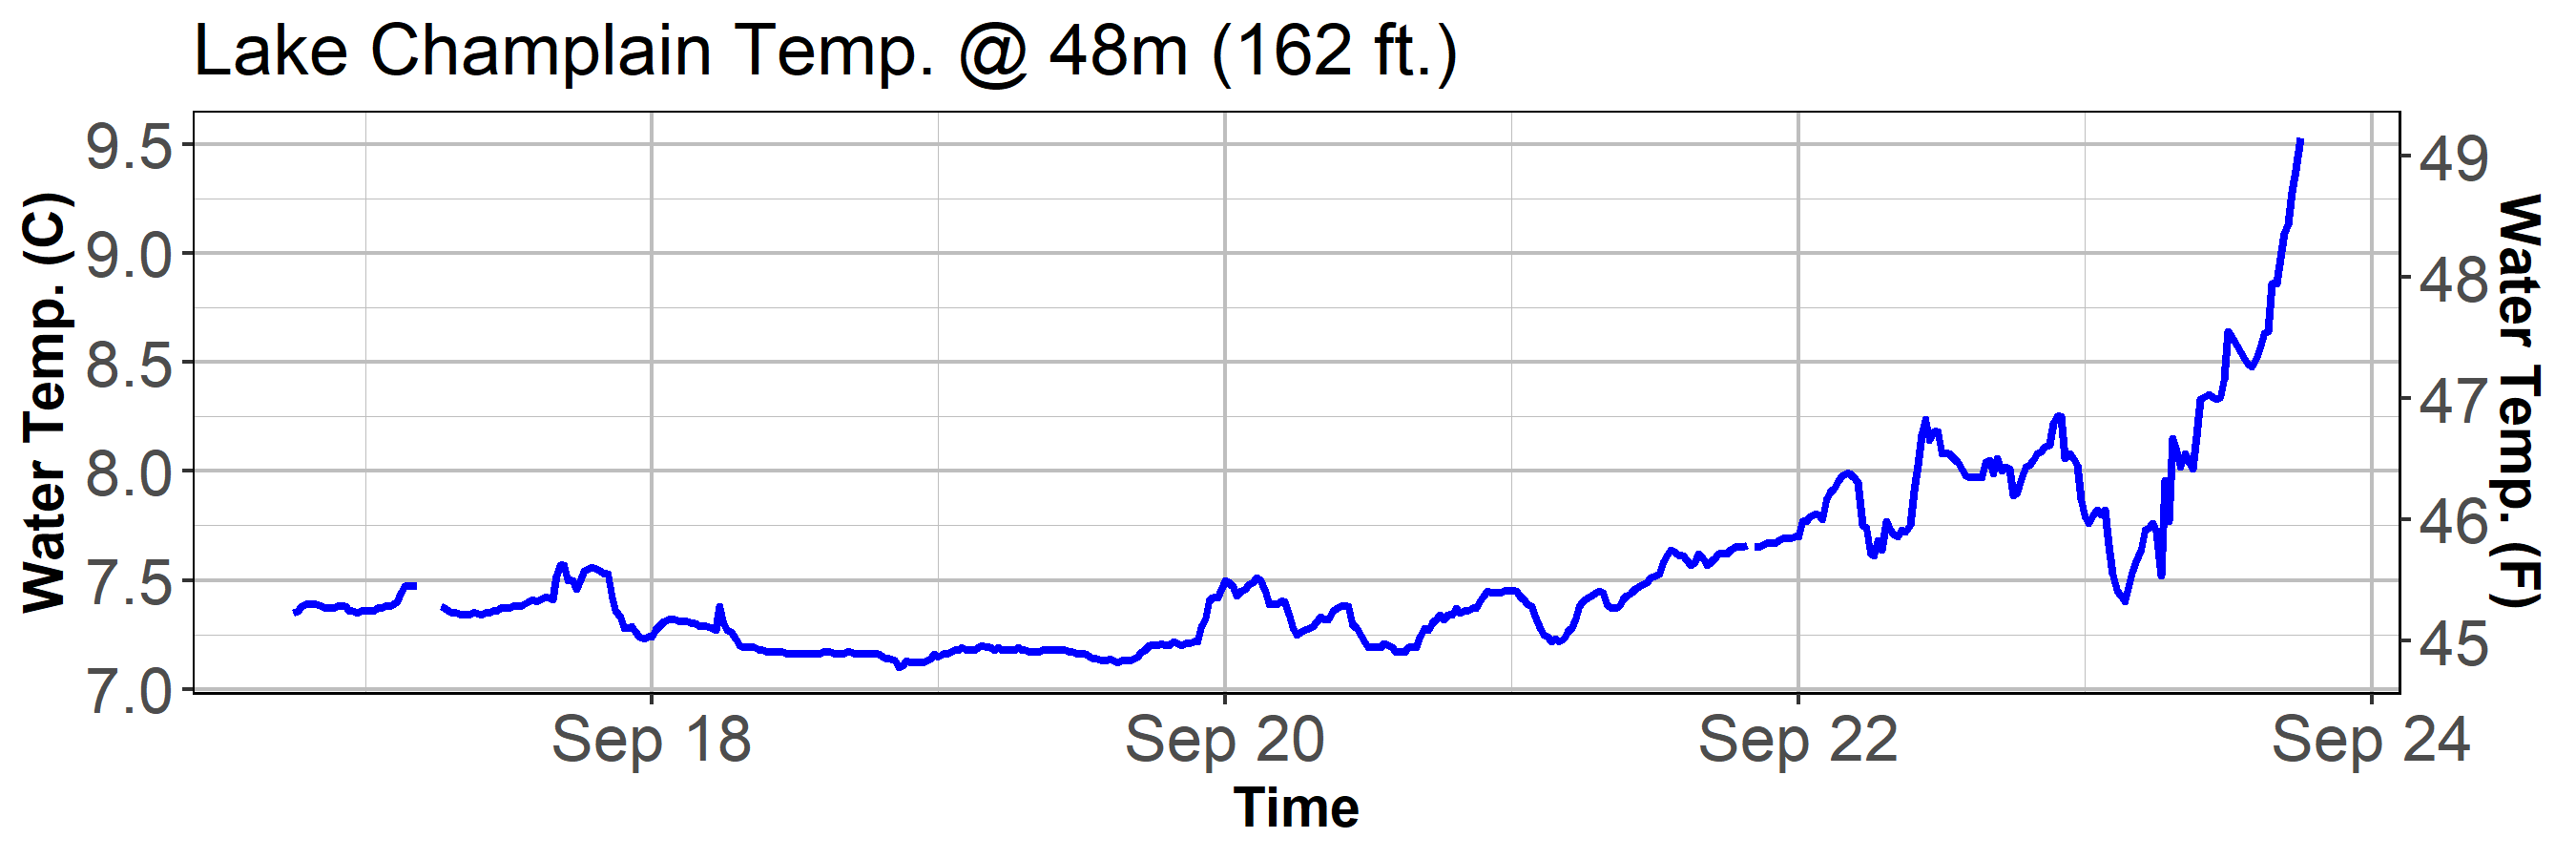 Lake Champlain Temp. @ 48m (162 ft.)
Water Temp. (C)
9.5
9.0
8.5
8.0
7.5
7.0
49
48
47
46
45
Water Temp. (F)
Sep 18
Sep 20
Sep 22
Sep 24
Time